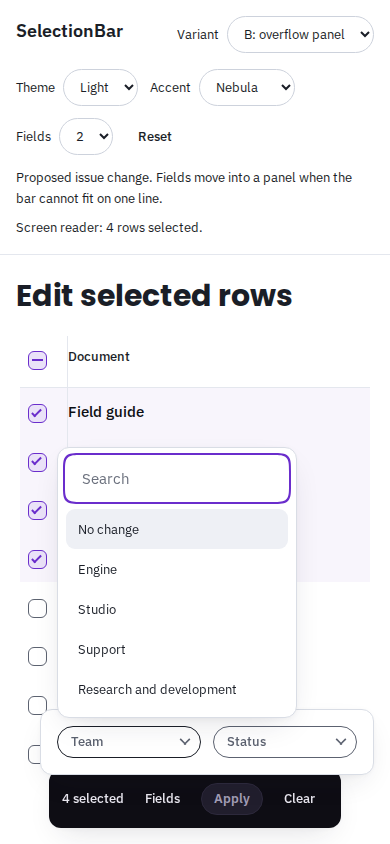 SelectionBar
Variant B: overflow panel
Theme Light Accent Nebula
Fields 2 Reset
Proposed issue change. Fields move into a panel when the
bar cannot fit on one line.
Screen reader: 4 rows selected.
Edit selected rows
Document
Field guide
Search
No change
Engine
Studio
Support
Research and development
Team Status
4 selected Fields Apply Clear